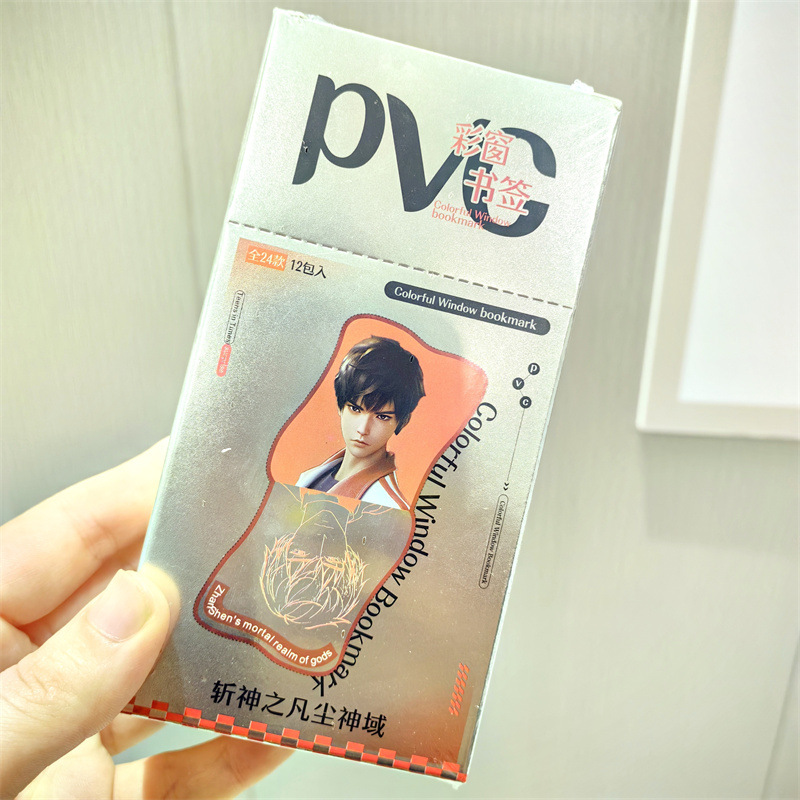 PVC
彩窗
书签
Colorful Window
bookmark
全24款 12包入
Colorful Window bookmark
P
V
C
Colorful Window Bookmark
Colorful Window Bookmark
ZhanShen's mortal realm of gods
斩神之凡尘神域